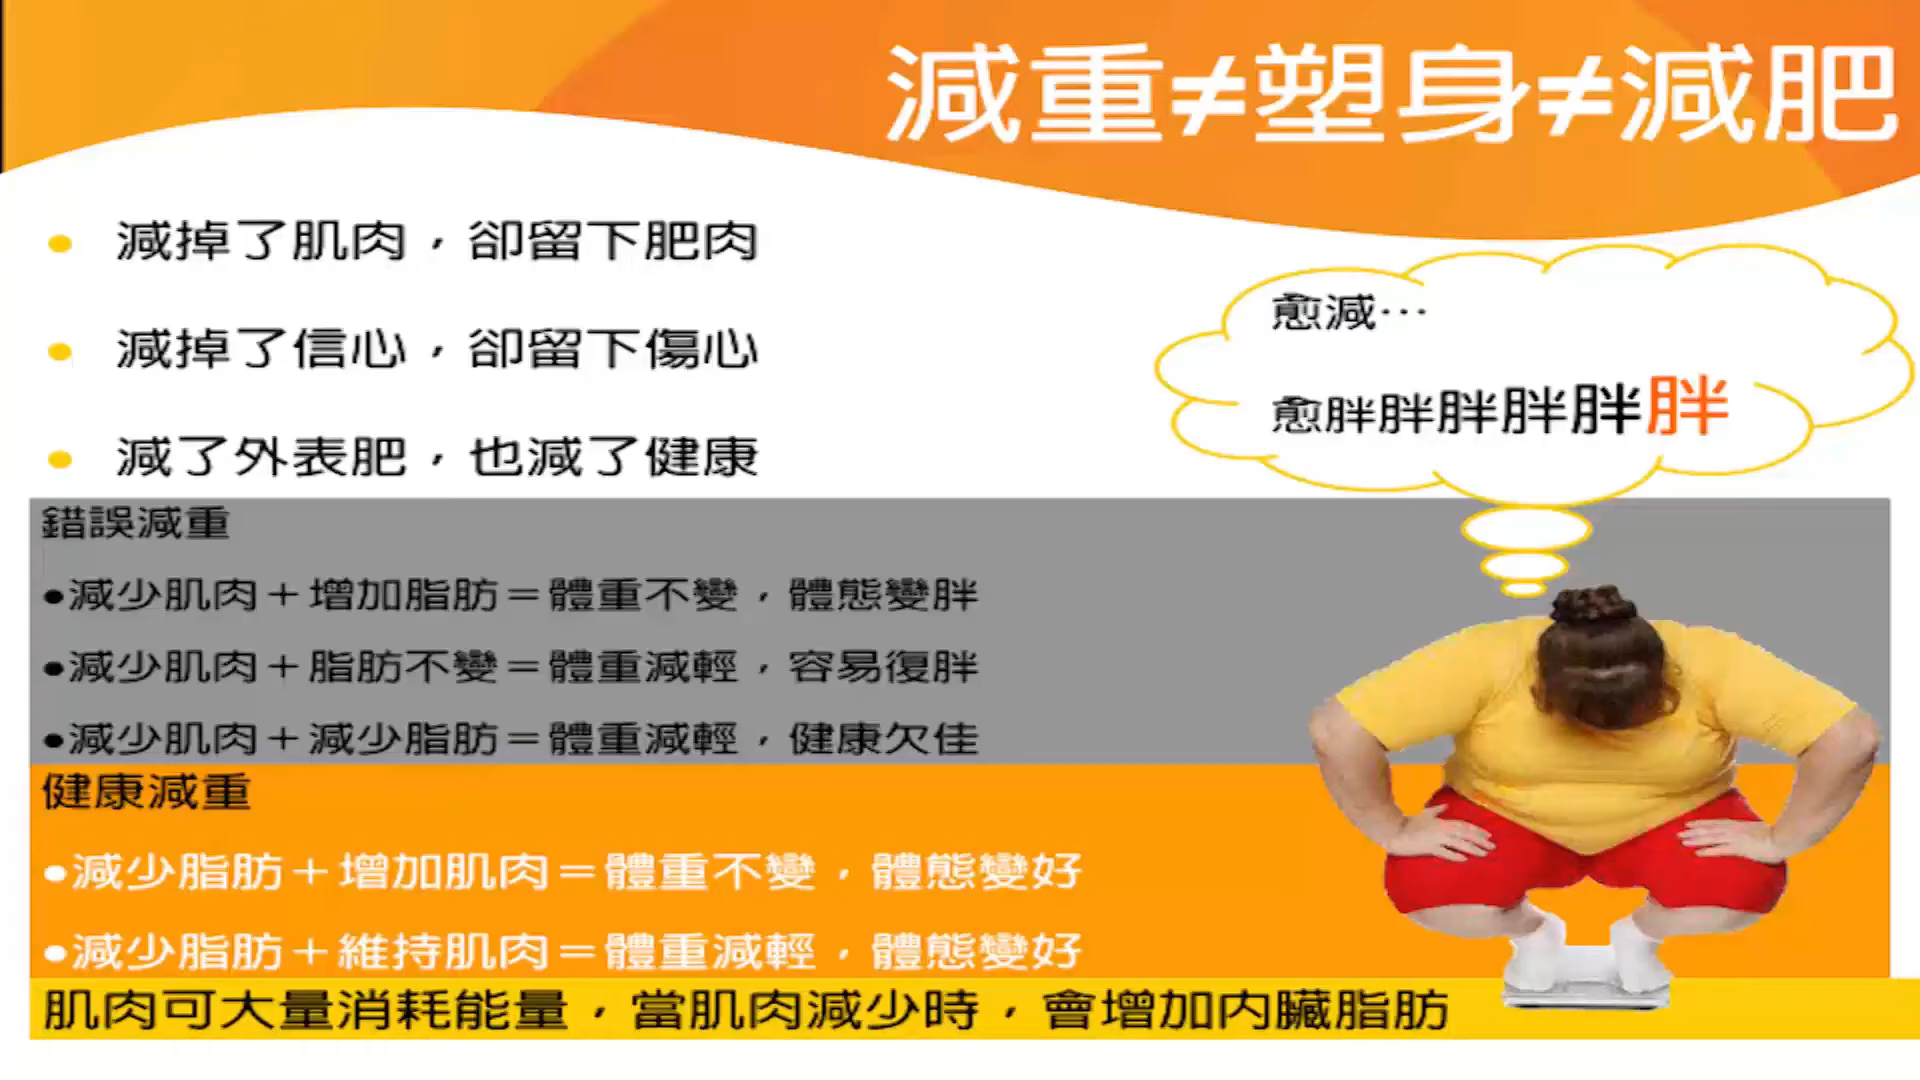 減重≠塑身≠減肥
• 減掉了肌肉，卻留下肥肉
• 減掉了信心，卻留下傷心
• 減了外表肥，也減了健康
愈減…
愈胖胖胖胖胖胖
錯誤減重
●減少肌肉＋增加脂肪＝體重不變，體態變胖
●減少肌肉＋脂肪不變＝體重減輕，容易復胖
●減少肌肉＋減少脂肪＝體重減輕，健康欠佳
健康減重
●減少脂肪＋增加肌肉＝體重不變，體態變好
●減少脂肪＋維持肌肉＝體重減輕，體態變好
肌肉可大量消耗能量，當肌肉減少時，會增加內臟脂肪